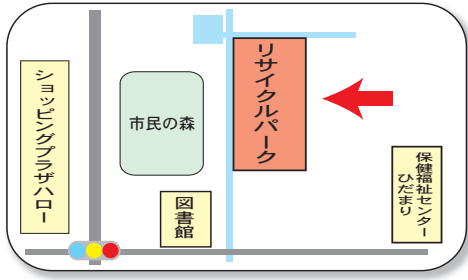 ショッピングプラザハロー
市民の森
図書館
リサイクルパーク
保健福祉センター
ひだまり